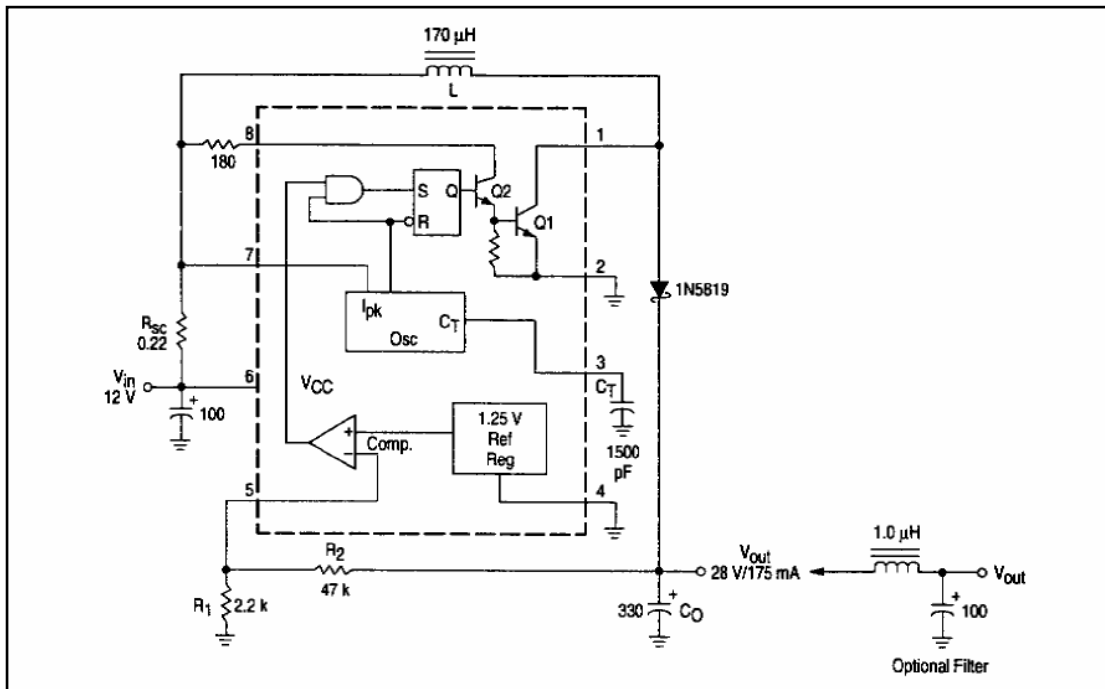 170 μH
L
8
1
180
S
Q
Q2
R
Q1
7
2
1N5819
Ipk
CT
Osc
Rsc
0.22
3
CT
Vin
12 V
6
VCC
100
+
1.25 V
Ref
Reg
1500
pF
+
−
Comp.
5
4
1.0 μH
R2
47 k
Vout
28 V/175 mA
Vout
R1
2.2 k
330
+
CO
+
100
Optional Filter